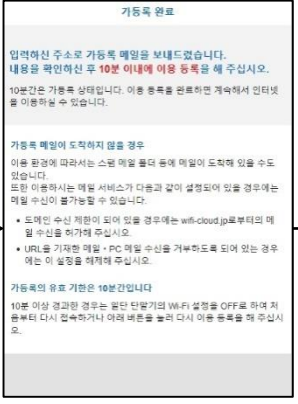 가등록 완료
입력하신 주소로 가등록 메일을 보내드렸습니다.
내용을 확인하신 후 10분 이내에 이용 등록을 해 주십시오.
10분간은 가등록 상태입니다. 이용 등록를 완료하면 계속해서 인터넷
을 이용하실 수 있습니다.
가등록 메일이 도착하지 않을 경우
이용 환경에 따라서는 스팸 메일 폴더 등에 메일이 도착해 있을 수도
있습니다.
또한 이용하시는 메일 서비스가 다음과 같이 설정되어 있을 경우에는
메일 수신이 불가능할 수 있습니다.
• 도메인 수신 제한이 되어 있을 경우에는 wifi-cloud.jp로부터의 메
일 수신을 허가해 주십시오.
• URL을 기재한 메일・PC 메일 수신을 거부하도록 되어 있는 경우
에는 이 설정을 해제해 주십시오.
가등록의 유효 기한은 10분간입니다
10분 이상 경과한 경우는 일단 단말기의 Wi-Fi 설정을 OFF로 하여 처
음부터 다시 접속하거나 아래 버튼을 눌러 다시 이용 등록을 해 주십시
오.